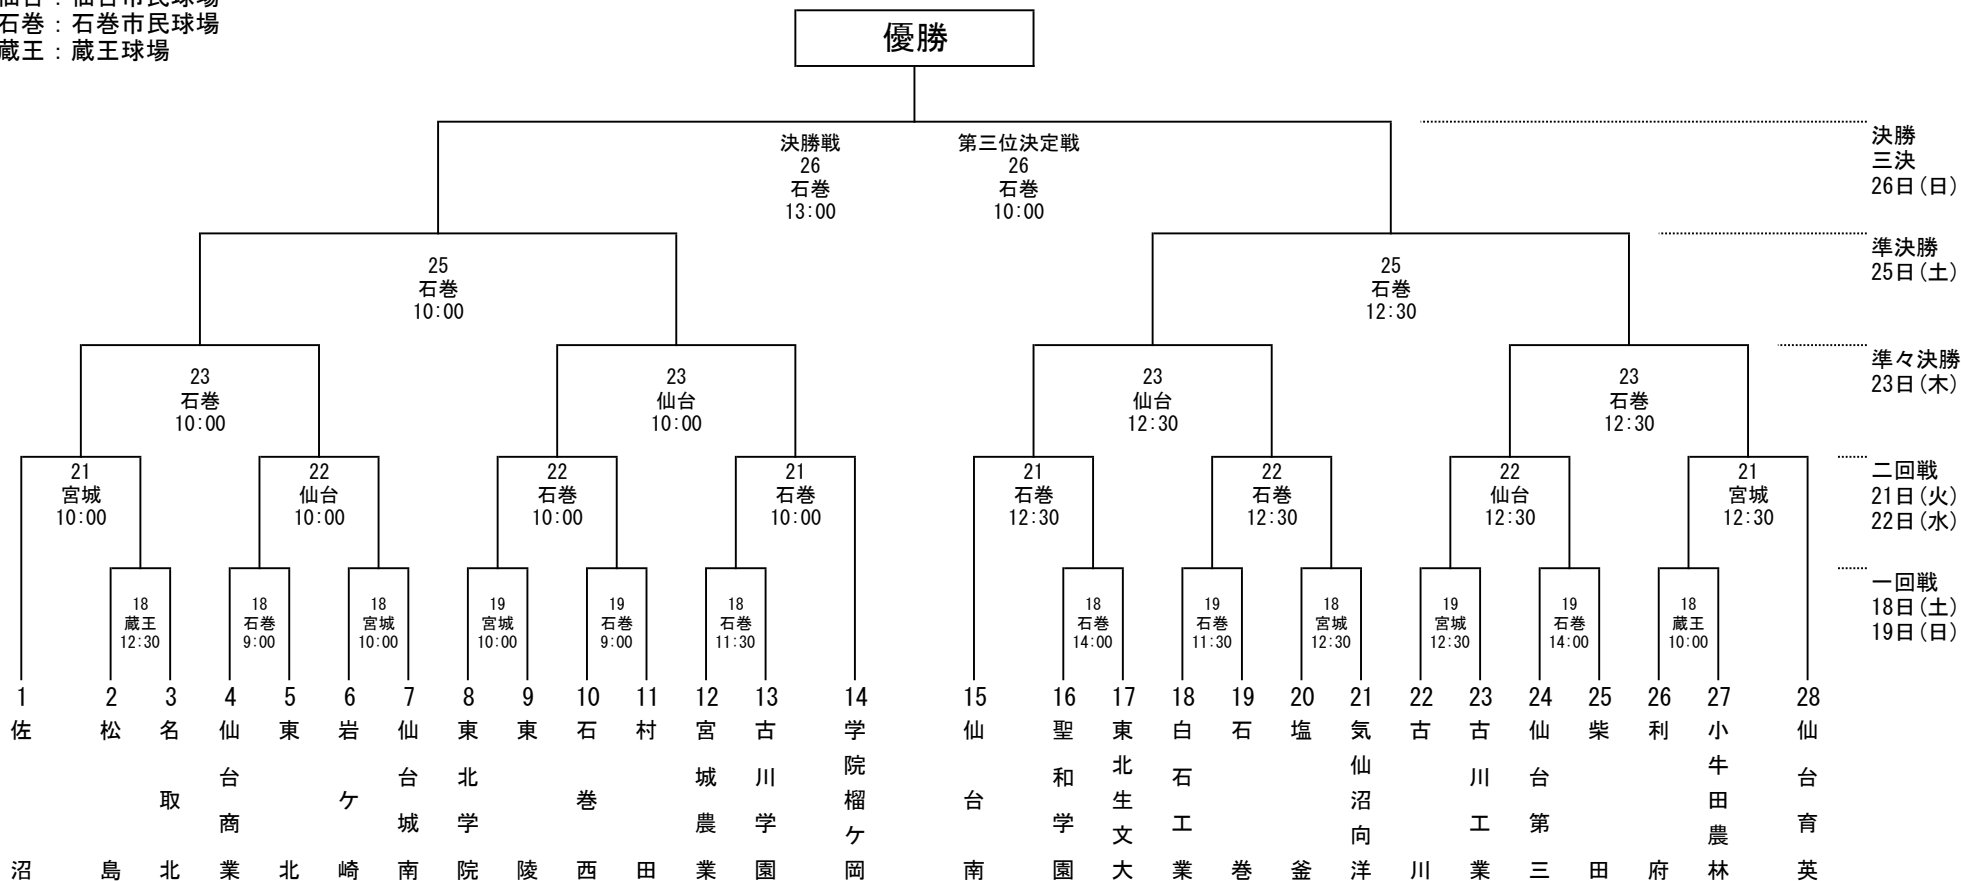 仙台：仙台市民球場
石巻：石巻市民球場
蔵王：蔵王球場
優勝
決勝戦
26
石巻
13:00
第三位決定戦
26
石巻
10:00
決勝
三決
26日(日)
25
石巻
10:00
25
石巻
12:30
準決勝
25日(土)
23
石巻
10:00
23
仙台
10:00
23
仙台
12:30
23
石巻
12:30
準々決勝
23日(木)
21
宮城
10:00
22
仙台
10:00
22
石巻
10:00
21
石巻
10:00
21
石巻
12:30
22
石巻
12:30
22
仙台
12:30
21
宮城
12:30
二回戦
21日(火)
22日(水)
18
蔵王
12:30
18
石巻
9:00
18
宮城
10:00
19
宮城
10:00
19
石巻
9:00
18
石巻
11:30
18
石巻
14:00
19
石巻
11:30
18
宮城
12:30
19
宮城
12:30
19
石巻
14:00
18
蔵王
10:00
一回戦
18日(土)
19日(日)
1
佐沼
2
松島
3
名取北
4
仙台商業
5
東北
6
岩ケ崎
7
仙台城南
8
東北学院
9
東陵
10
石巻西
11
村田
12
宮城農業
13
古川学園
14
学院榴ケ岡
15
仙台南
16
聖和学園
17
東北生文大
18
白石工業
19
石巻
20
塩釜
21
気仙沼向洋
22
古川
23
古川工業
24
仙台第三
25
柴田
26
利府
27
小牛田農林
28
仙台育英